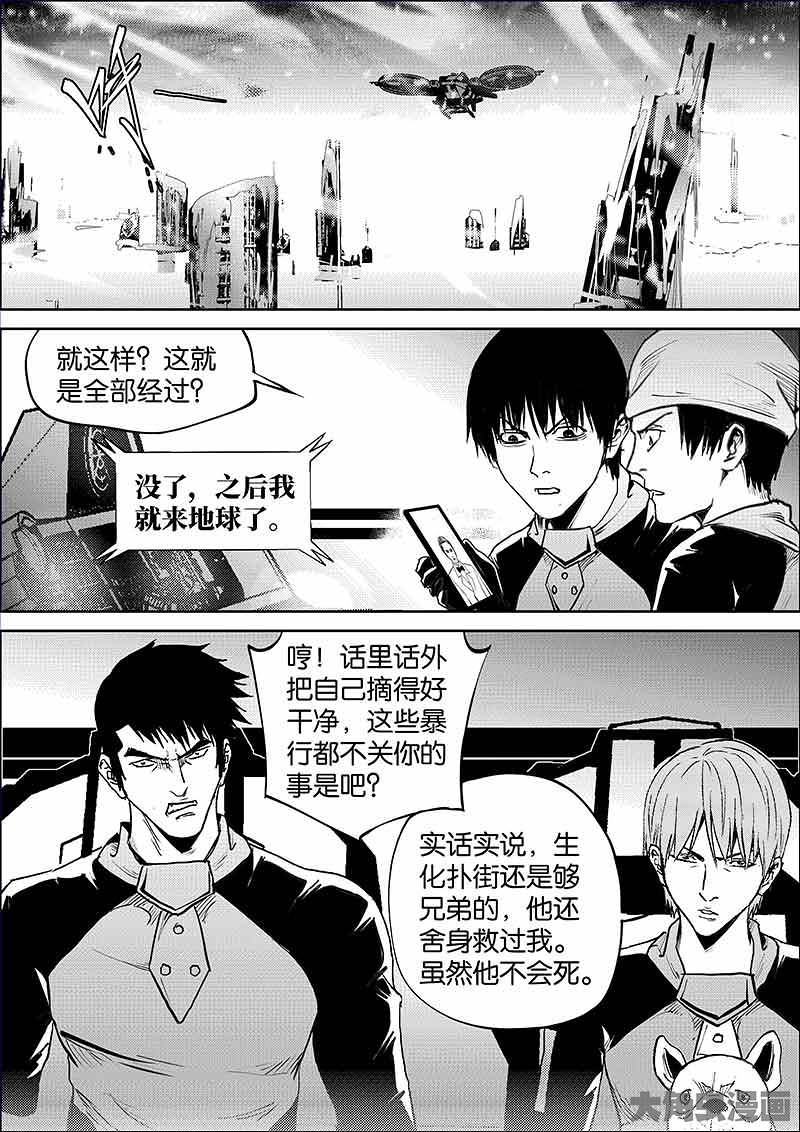 就这样？这就
是全部经过？
没了，之后我
就来地球了。
哼！话里话外
把自己摘得好
干净，这些暴
行都不关你的
事是吧？
实话实说，生
化扑街还是够
兄弟的，他还
舍身救过我。
虽然他不会死。